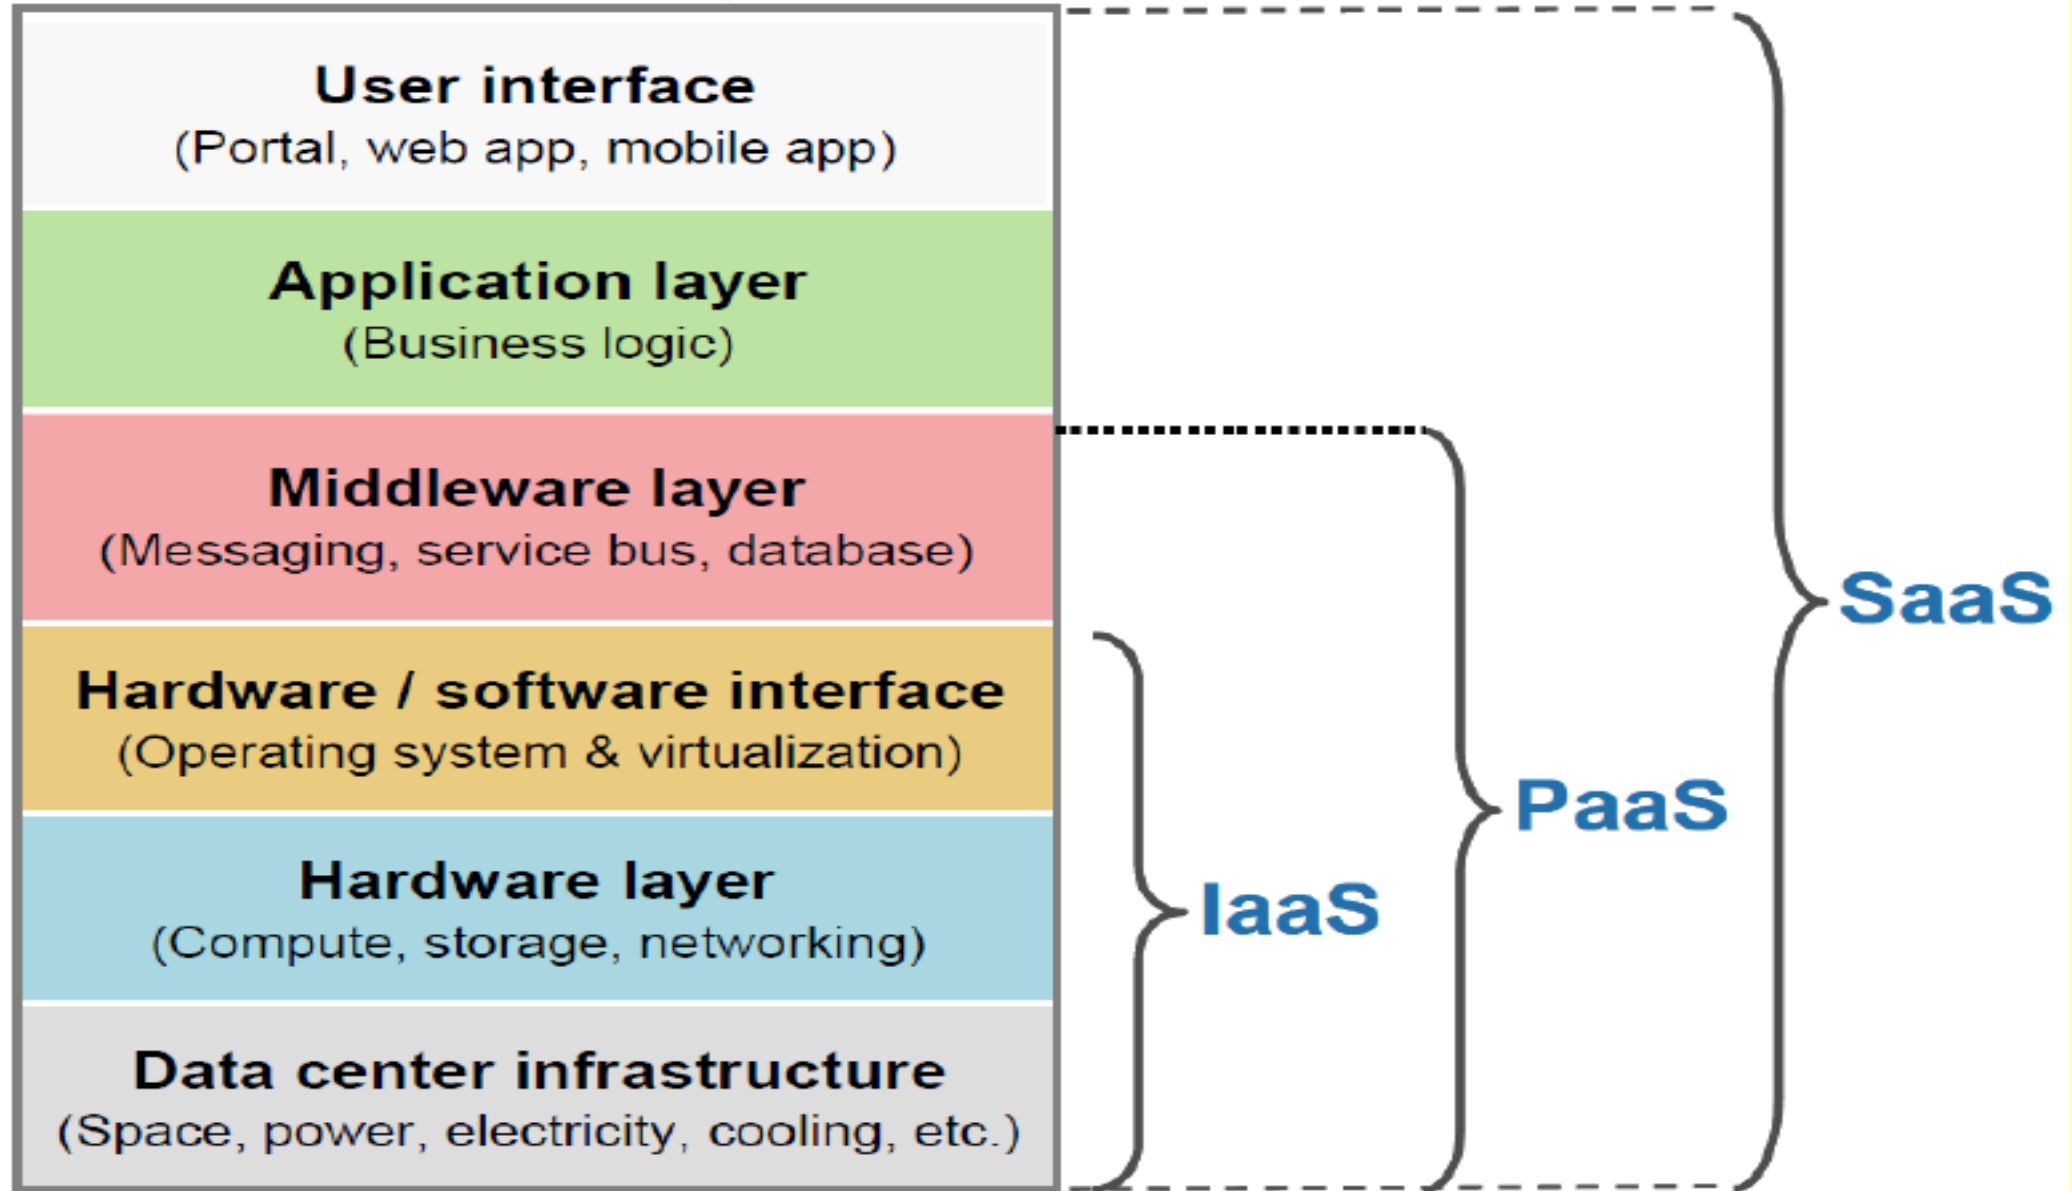 User interface
(Portal, web app, mobile app)
Application layer
(Business logic)
Middleware layer
(Messaging, service bus, database)
Hardware / software interface
(Operating system & virtualization)
Hardware layer
(Compute, storage, networking)
Data center infrastructure
(Space, power, electricity, cooling, etc.)
IaaS
PaaS
SaaS